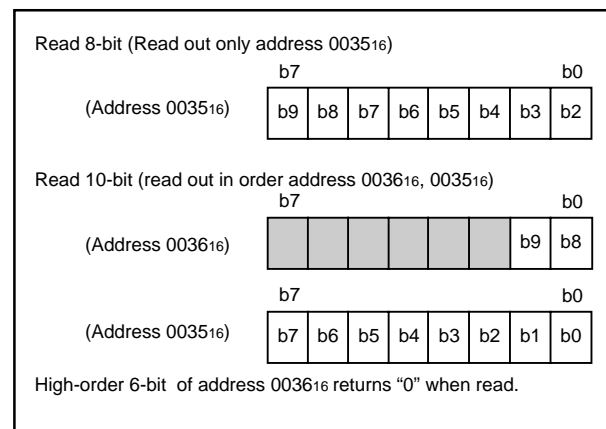 Read 8-bit (Read out only address 003516)
b7 b0
(Address 003516) b9 b8 b7 b6 b5 b4 b3 b2
Read 10-bit (read out in order address 003616, 003516)
b7 b0
(Address 003616) b9 b8
b7 b0
(Address 003516) b7 b6 b5 b4 b3 b2 b1 b0
High-order 6-bit of address 003616 returns “0” when read.